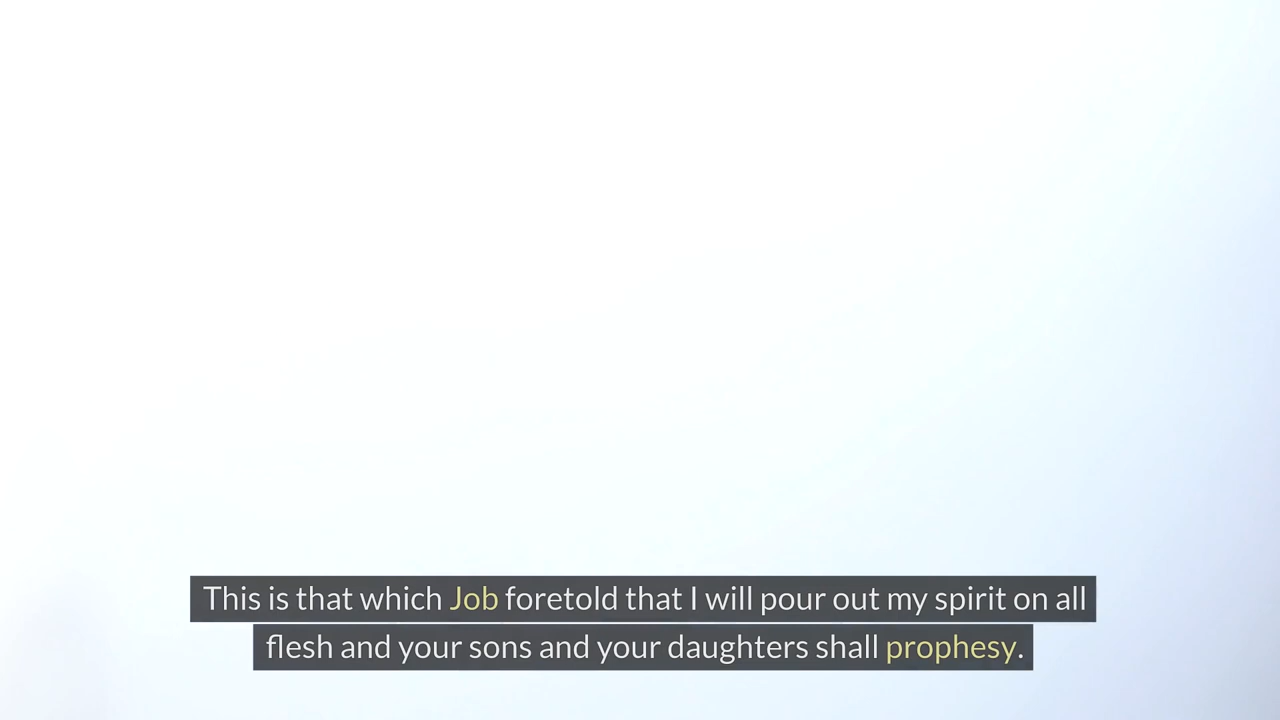 This is that which Job foretold that I will pour out my spirit on all
flesh and your sons and your daughters shall prophesy.